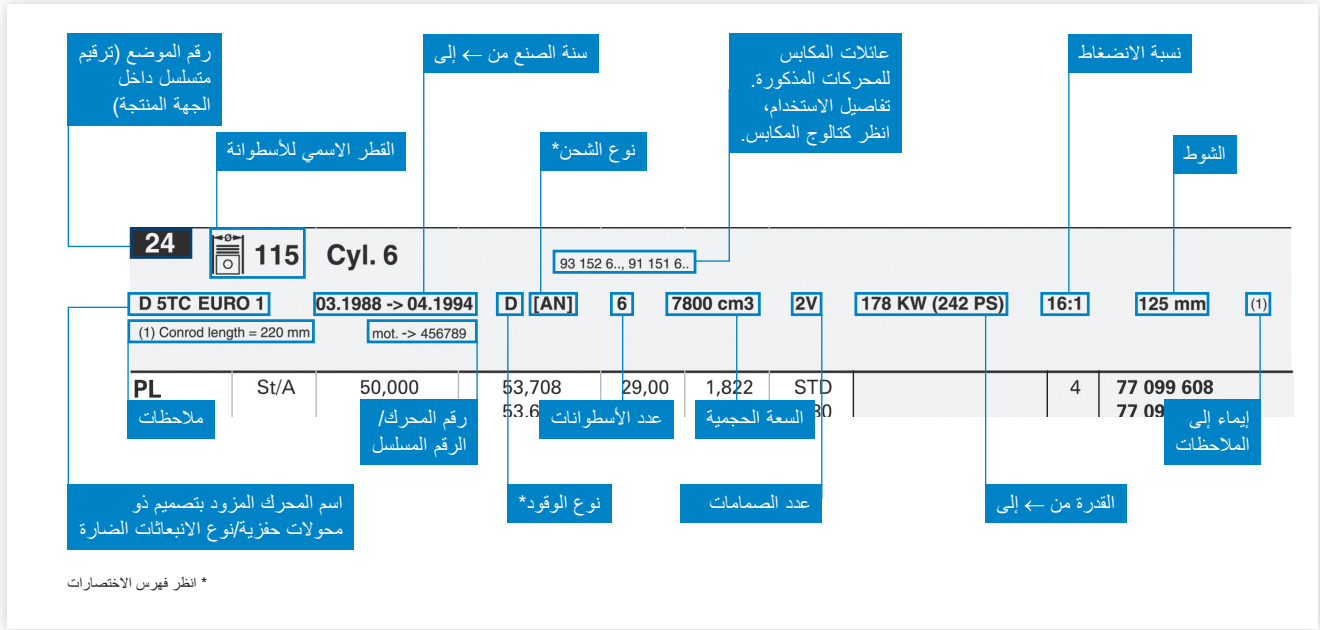 رقم الموضع (ترقيم
متسلسل داخل
الجهة المنتجة)
سنة الصنع من → إلى
عائلات المكابس
للمحركات المذكورة.
تفاصيل الاستخدام،
انظر كتالوج المكابس.
نسبة الانضغاط
القطر الاسمي للأسطوانة
نوع الشحن*
الشوط
24
Ø
115
Cyl. 6
93 152 6.., 91 151 6..
D 5TC EURO 1 03.1988 -> 04.1994 D [AN] 6 7800 cm3 2V 178 KW (242 PS) 16:1 125 mm (1)
(1) Conrod length = 220 mm mot. -> 456789
PL St/A 50,000 53,708 29,00 1,822 STD 4 77 099 608
ملاحظات
رقم المحرك/
الرقم المسلسل
عدد الأسطوانات
السعة الحجمية
إيماء إلى
الملاحظات
اسم المحرك المزود بتصميم ذو
محولات حفزية/نوع الانبعاثات الضارة
نوع الوقود*
عدد الصمامات
القدرة من → إلى
* انظر فهرس الاختصارات